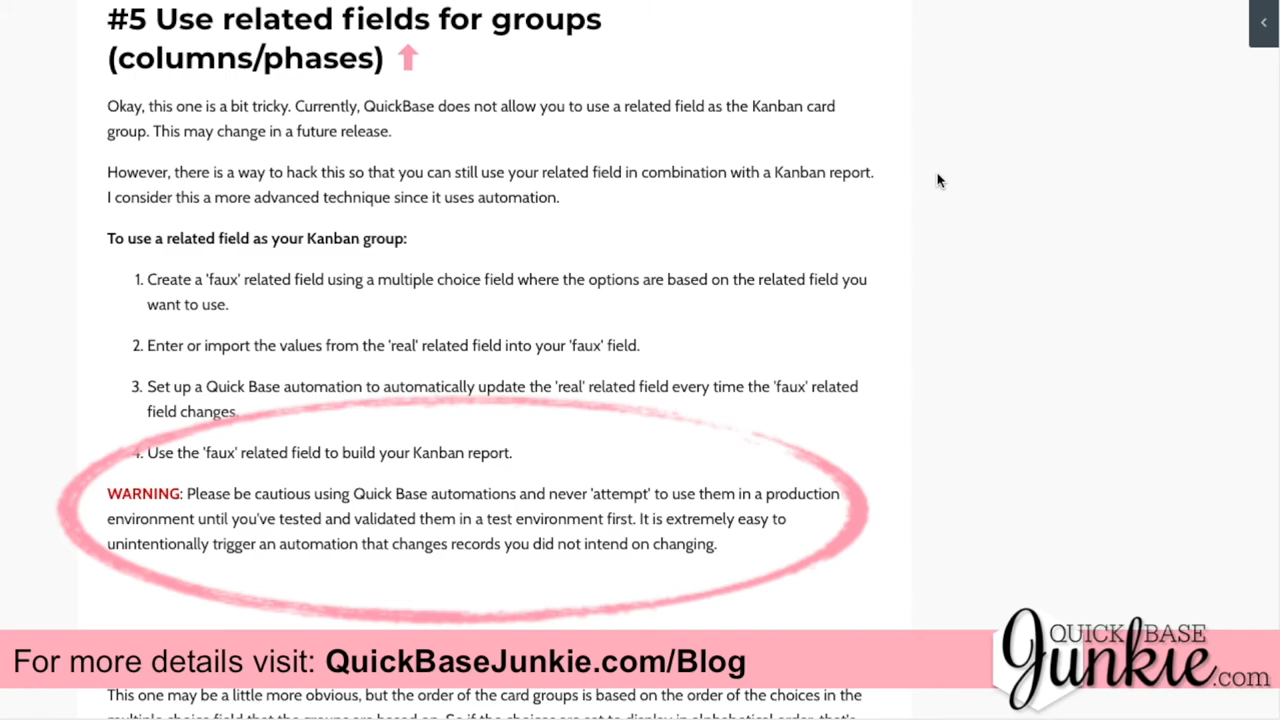 #5 Use related fields for groups
(columns/phases)
Okay, this one is a bit tricky. Currently, QuickBase does not allow you to use a related field as the Kanban card
group. This may change in a future release.
However, there is a way to hack this so that you can still use your related field in combination with a Kanban report.
I consider this a more advanced technique since it uses automation.
To use a related field as your Kanban group:
1. Create a 'faux' related field using a multiple choice field where the options are based on the related field you
want to use.
2. Enter or import the values from the 'real' related field into your 'faux' field.
3. Set up a Quick Base automation to automatically update the 'real' related field every time the 'faux' related
field changes.
4. Use the 'faux' related field to build your Kanban report.
WARNING: Please be cautious using Quick Base automations and never 'attempt' to use them in a production
environment until you've tested and validated them in a test environment first. It is extremely easy to
unintentionally trigger an automation that changes records you did not intend on changing.
For more details visit: QuickBaseJunkie.com/Blog
QUICK BASE
Junkie.com
This one may be a little more obvious, but the order of the card groups is based on the order of the choices in the